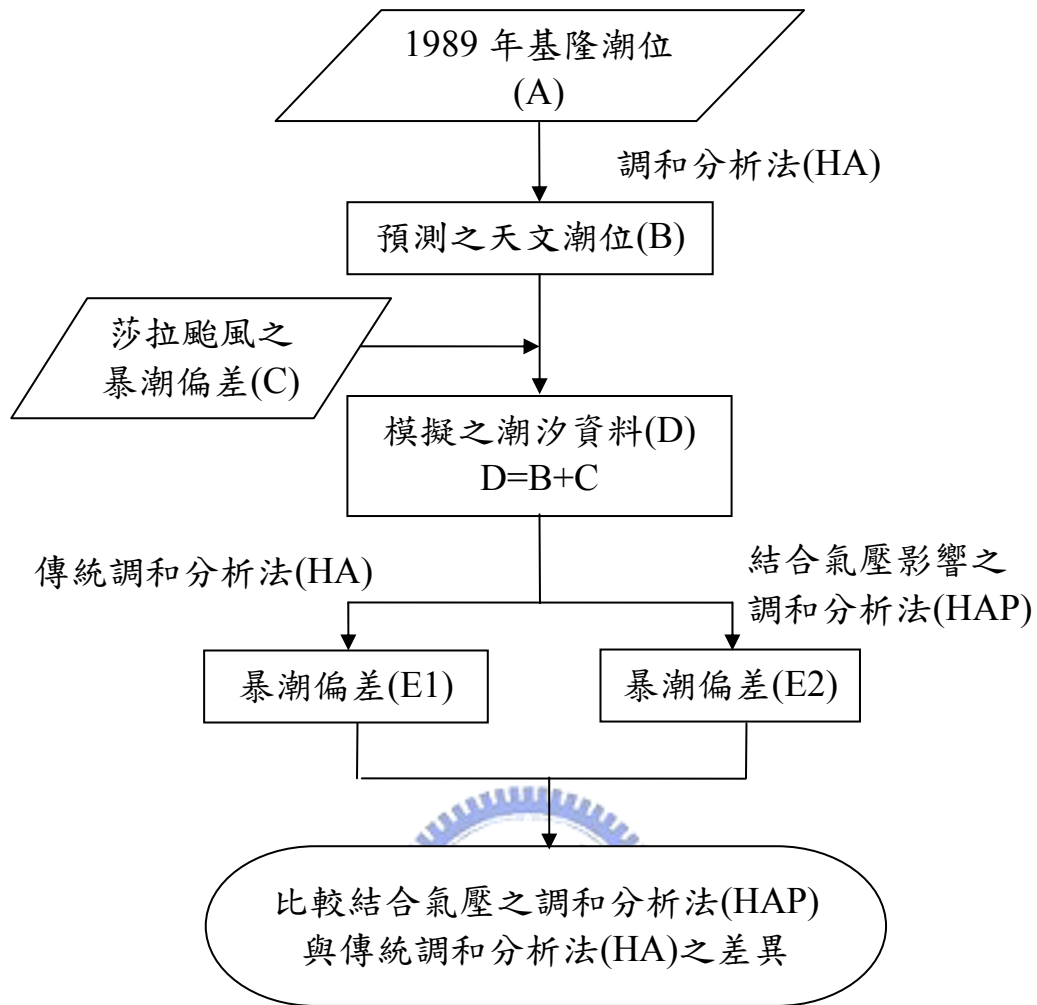 1989 年基隆潮位
(A)
調和分析法(HA)
預測之天文潮位(B)
莎拉颱風之
暴潮偏差(C)
模擬之潮汐資料(D)
D=B+C
傳統調和分析法(HA)
結合氣壓影響之
調和分析法(HAP)
暴潮偏差(E1)
暴潮偏差(E2)
比較結合氣壓之調和分析法(HAP)
與傳統調和分析法(HA)之差異